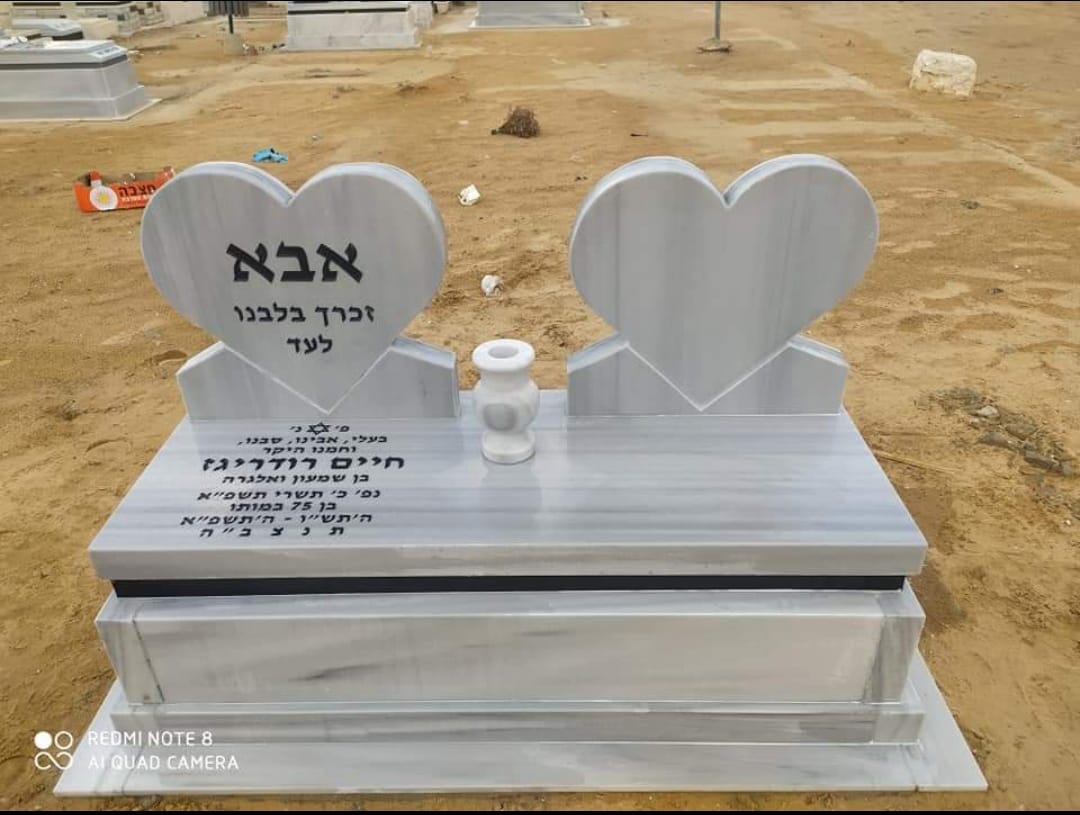 מצבה
אבא
זכרך בלבנו
לעד
פ' נ'
בעלי, אבינו, סבנו,
וחמנו היקר
חיים רודריגז
בן שמעון ואלגרה
נפ' כ' תשרי תשפ"א
בן 75 במותו
ה'תש"ו - ה'תשפ"א
ת נ צ ב " ה
REDMI NOTE 8
AI QUAD CAMERA